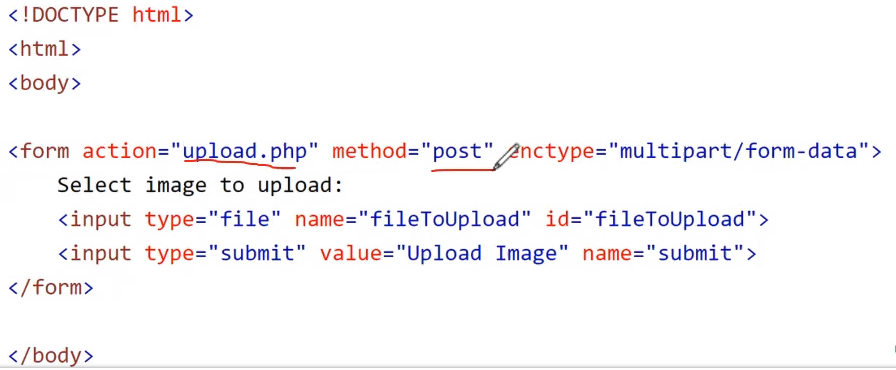 <!DOCTYPE html>
<html>
<body>
<form action="upload.php" method="post" enctype="multipart/form-data">
Select image to upload:
<input type="file" name="fileToUpload" id="fileToUpload">
<input type="submit" value="Upload Image" name="submit">
</form>
</body>